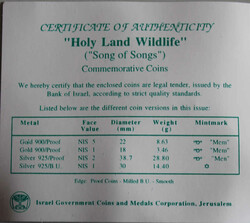 CERTIFICATE OF AUTHENTICITY
"Holy Land Wildlife"
("Song of Songs")
Commemorative Coins
We hereby certify that the enclosed coins are legal tender, issued by the
Bank of Israel, according to strict quality standards.
Listed below are the different coin versions in this issue:
Metal Face Value Diameter (mm) Weight (g) Mintmark
Gold 900/Proof NIS 22 8.63 "Mem"
Gold 900/Proof NIS 1 18 3.46 "Mem"
Silver 925/Proof NIS 2 38.7 28.80 "Mem"
Silver 925/B.U. NIS 1 30 14.40
Edge: Proof Coins - Milled B.U. - Smooth
Israel Government Coins and Medals Corporation, Jerusalem